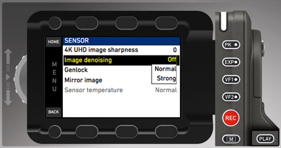 SENSOR
HOME
4K UHD image sharpness 0
Image denoising Off
Genlock Normal
Mirror image Strong
Sensor temperature Normal
MENU
BACK
PK
EXP
VF1
VF2
REC
M
PLAY